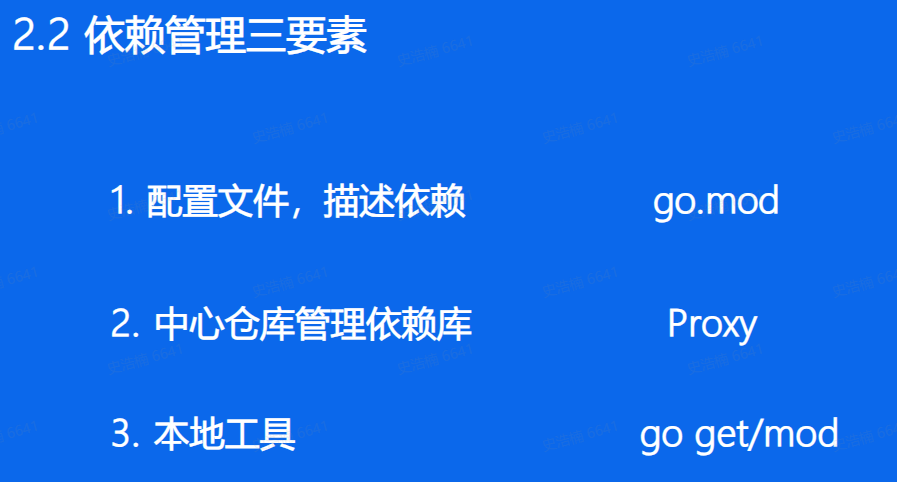 2.2 依赖管理三要素
1. 配置文件，描述依赖 go.mod
2. 中心仓库管理依赖库 Proxy
3. 本地工具 go get/mod